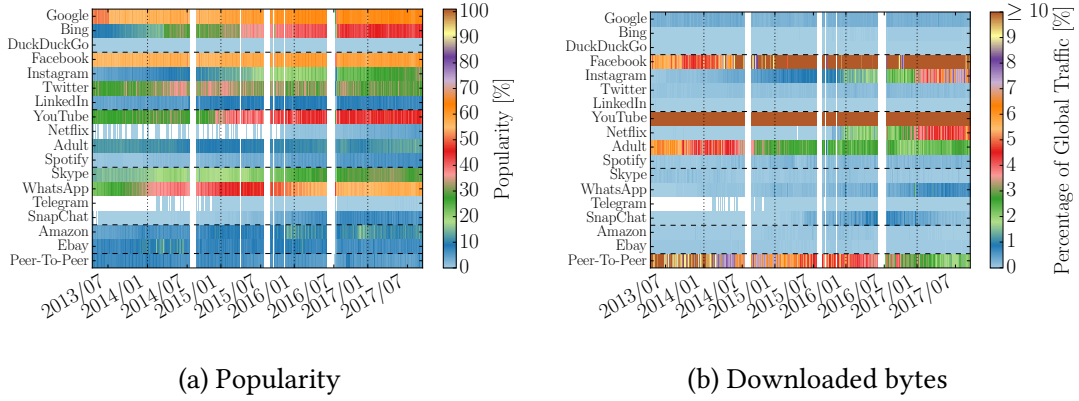 Google
Bing
DuckDuckGo
Facebook
Instagram
Twitter
LinkedIn
YouTube
Netflix
Adult
Spotify
Skype
WhatsApp
Telegram
SnapChat
Amazon
Ebay
Peer-To-Peer
2013/07
2014/01
2014/07
2015/01
2015/07
2016/01
2016/07
2017/01
2017/07
100
90
80
70
60
50
40
30
20
10
0
Popularity [%]
(a) Popularity
Google
Bing
DuckDuckGo
Facebook
Instagram
Twitter
LinkedIn
YouTube
Netflix
Adult
Spotify
Skype
WhatsApp
Telegram
SnapChat
Amazon
Ebay
Peer-To-Peer
2013/07
2014/01
2014/07
2015/01
2015/07
2016/01
2016/07
2017/01
2017/07
≥ 10
9
8
7
6
5
4
3
2
1
0
Percentage of Global Traffic [%]
(b) Downloaded bytes